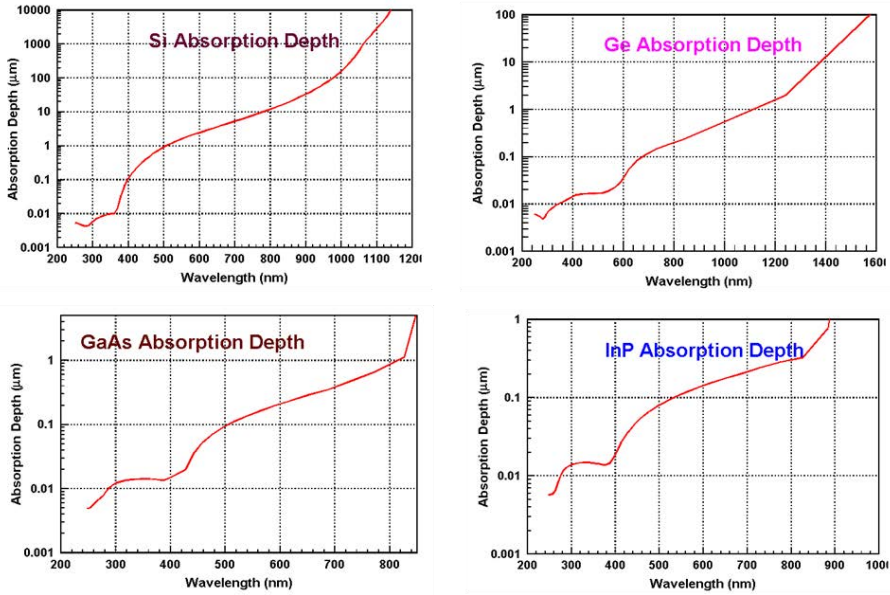 Si Absorption Depth
Absorption Depth (μm)
10000
1000
100
10
1
0.1
0.01
0.001
200 300 400 500 600 700 800 900 1000 1100 1200
Wavelength (nm)
Ge Absorption Depth
Absorption Depth (μm)
100
10
1
0.1
0.01
0.001
200 400 600 800 1000 1200 1400 1600
Wavelength (nm)
GaAs Absorption Depth
Absorption Depth (μm)
1
0.1
0.01
0.001
200 300 400 500 600 700 800
Wavelength (nm)
InP Absorption Depth
Absorption Depth (μm)
1
0.1
0.01
0.001
200 300 400 500 600 700 800 900 1000
Wavelength (nm)